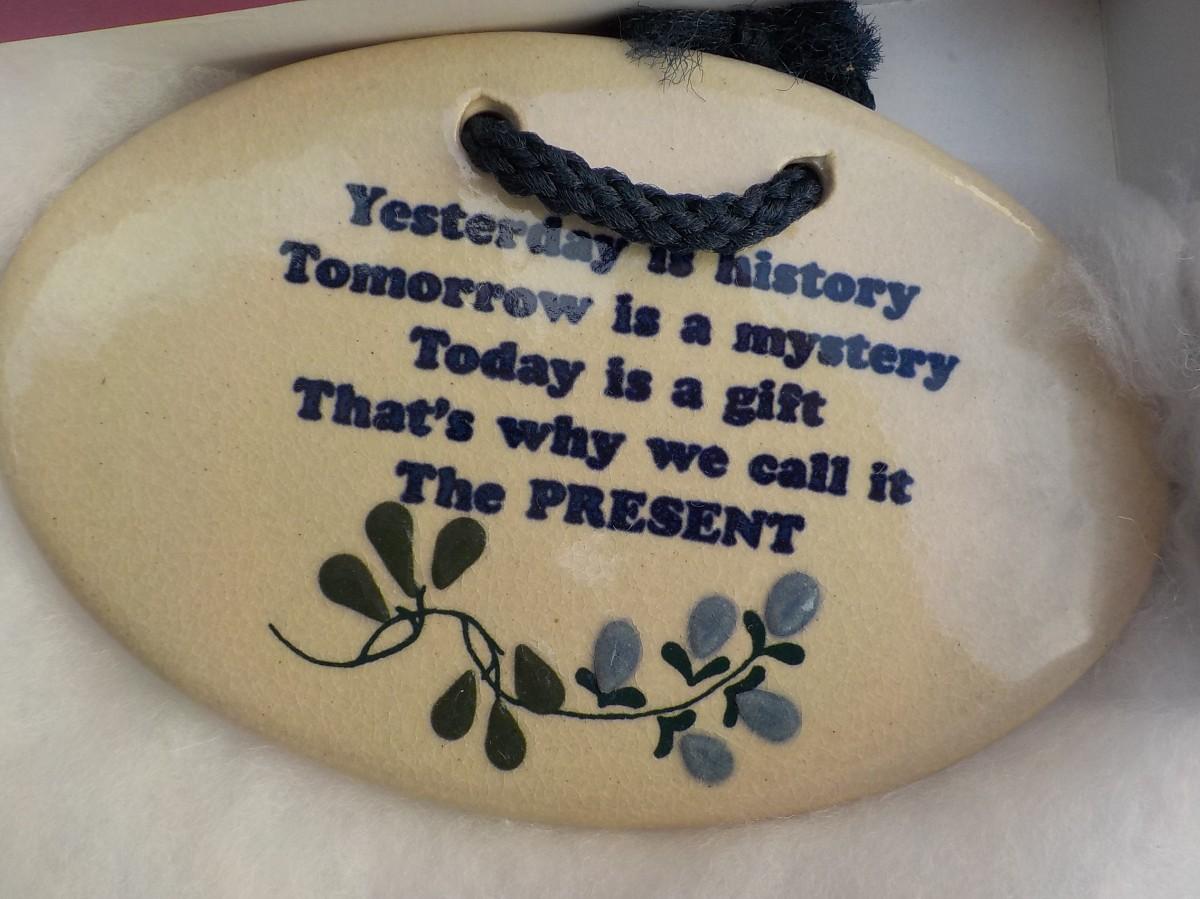 Yesterday is history
Tomorrow is a mystery
Today is a gift
That's why we call it
The PRESENT